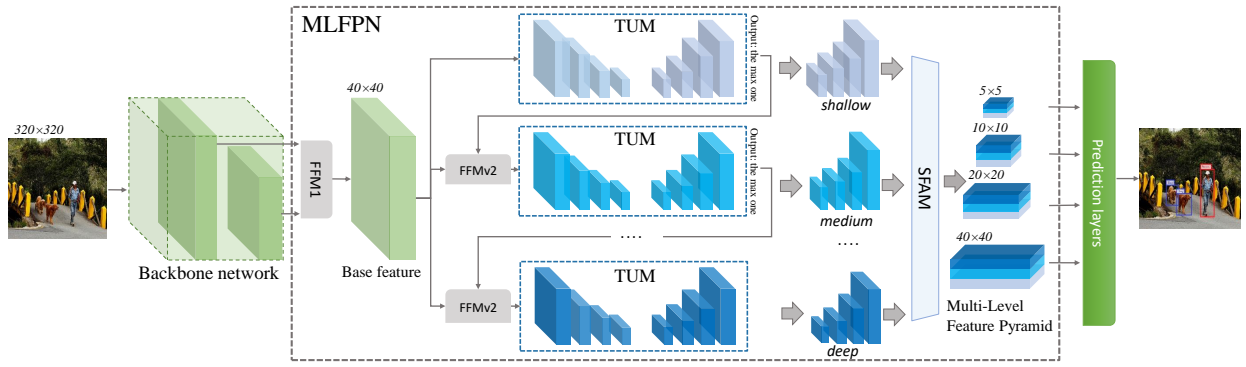 MLFPN
320×320
Backbone network
FFM1
40×40
Base feature
TUM
Output: the max one
shallow
FFMv2
TUM
Output: the max one
medium
....
....
FFMv2
TUM
deep
SFAM
5×5
10×10
20×20
40×40
Multi-Level
Feature Pyramid
Prediction layers